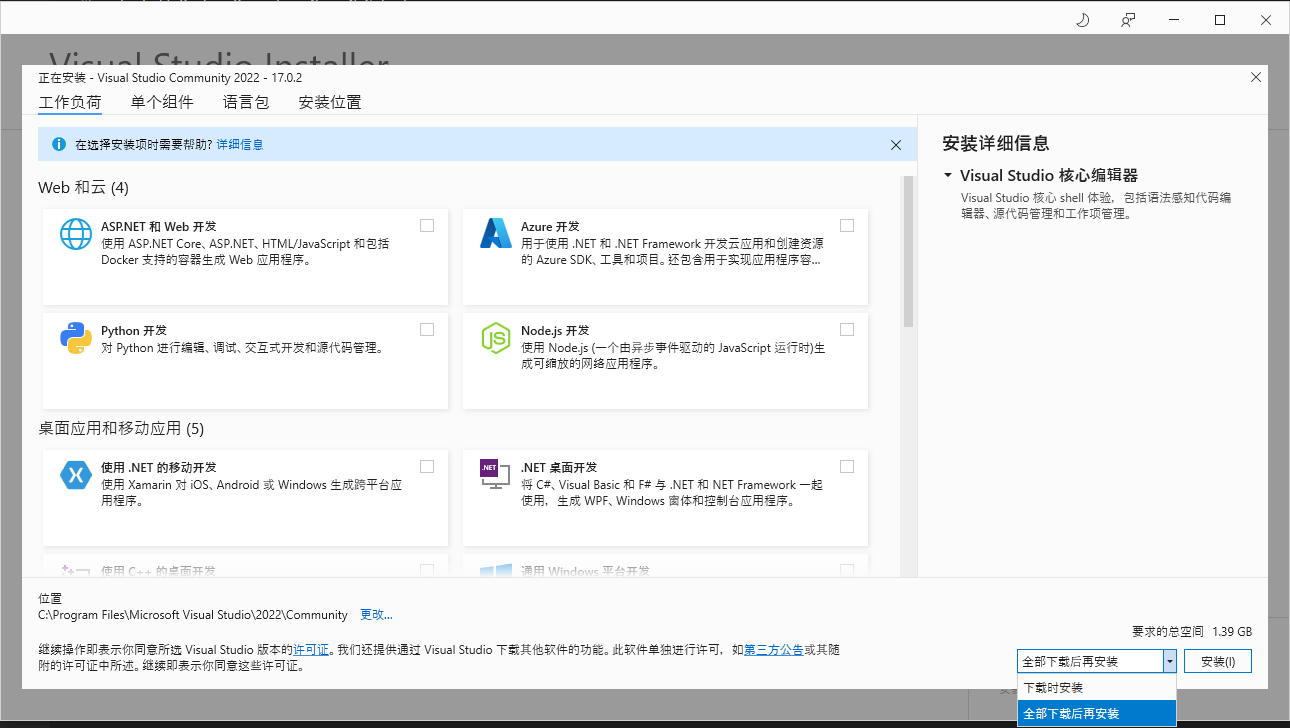 Visual Studio Installer
正在安装 - Visual Studio Community 2022 - 17.0.2
工作负荷 单个组件 语言包 安装位置
在选择安装项时需要帮助? 详细信息
Web 和云 (4)
ASP.NET 和 Web 开发
使用 ASP.NET Core、ASP.NET、HTML/JavaScript 和包括
Docker 支持的容器生成 Web 应用程序。
Azure 开发
用于使用 .NET 和 .NET Framework 开发云应用和创建资源
的 Azure SDK、工具和项目。还包含用于实现应用程序容...
Python 开发
对 Python 进行编辑、调试、交互式开发和源代码管理。
Node.js 开发
使用 Node.js (一个由异步事件驱动的 JavaScript 运行时)生
成可缩放的网络应用程序。
桌面应用和移动应用 (5)
使用 .NET 的移动开发
使用 Xamarin 对 iOS、Android 或 Windows 生成跨平台应
用程序。
.NET
.NET 桌面开发
将 C#、Visual Basic 和 F# 与 .NET 和 NET Framework 一起
使用，生成 WPF、Windows 窗体和控制台应用程序。
使用 C++ 的桌面开发
通用 Windows 平台开发
安装详细信息
Visual Studio 核心编辑器
Visual Studio 核心 shell 体验，包括语法感知代码编
辑器、源代码管理和工作项管理。
位置
C:\Program Files\Microsoft Visual Studio\2022\Community 更改...
继续操作即表示你同意所选 Visual Studio 版本的许可证。我们还提供通过 Visual Studio 下载其他软件的功能。此软件单独进行许可，如第三方公告或其随
附的许可证中所述。继续即表示你同意这些许可证。
要求的总空间 1.39 GB
全部下载后再安装 安装(I)
下载时安装
全部下载后再安装